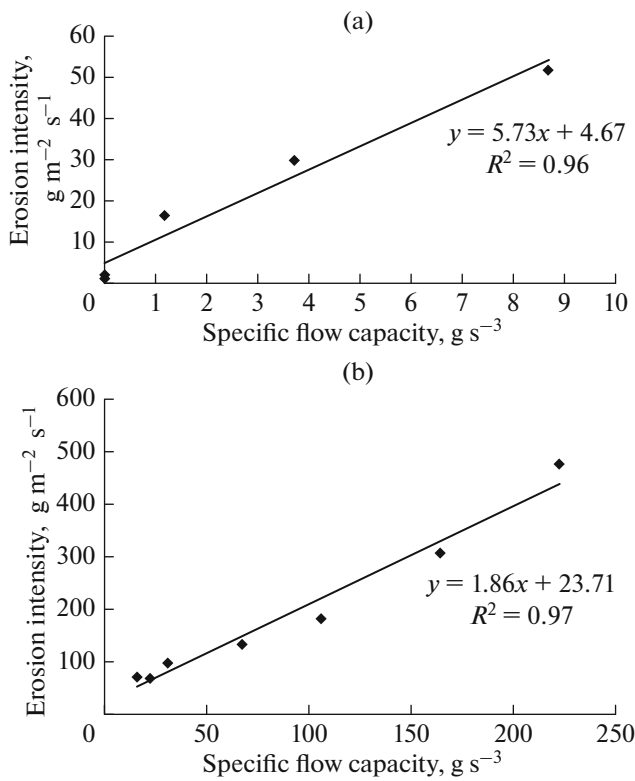 (a)
Erosion intensity,
g m⁻² s⁻¹
60
50
40
30
20
10
0 1 2 3 4 5 6 7 8 9 10
y = 5.73x + 4.67
R² = 0.96
Specific flow capacity, g s⁻³
(b)
Erosion intensity, g m⁻² s⁻¹
600
500
400
300
200
100
0 50 100 150 200 250
y = 1.86x + 23.71
R² = 0.97
Specific flow capacity, g s⁻³